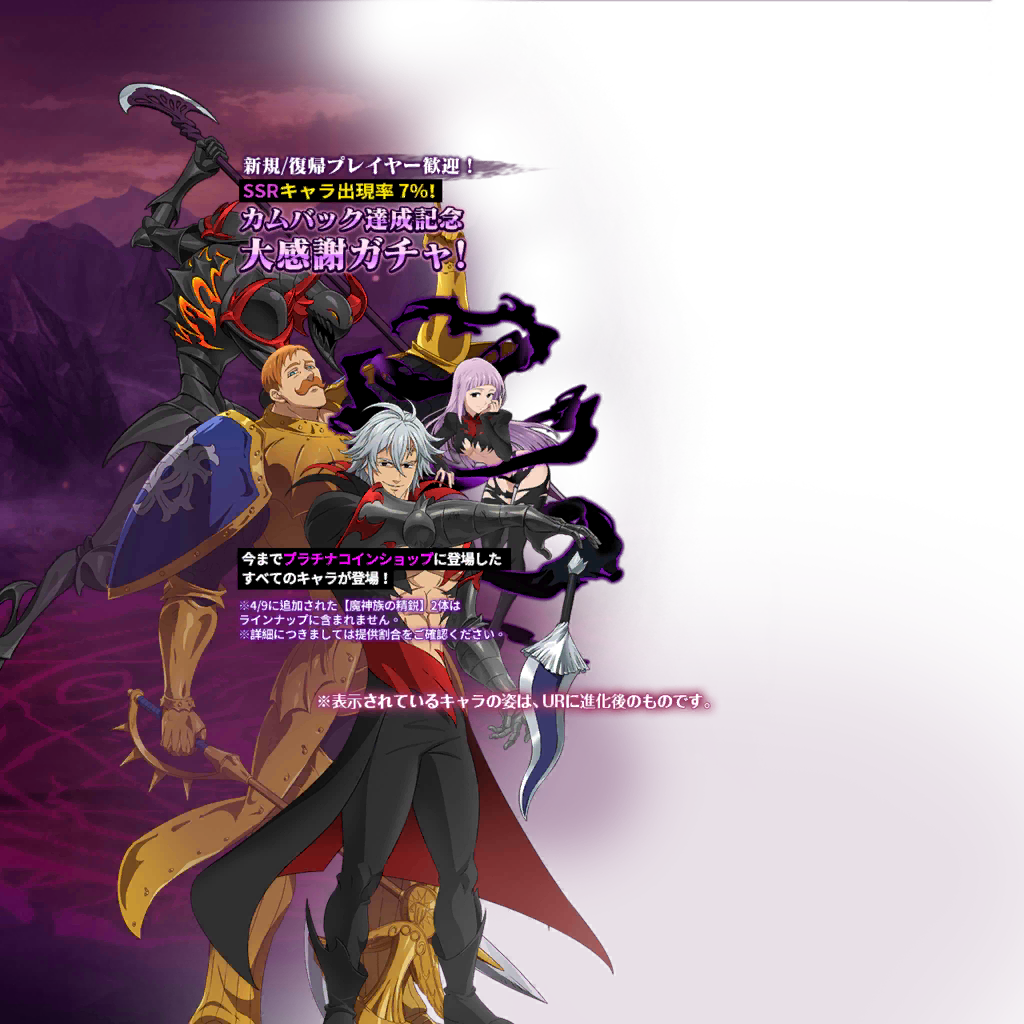 新規/復帰プレイヤー歓迎！
SSRキャラ出現率 7%!
カムバック達成記念
大感謝ガチャ!
今までプラチナコインショップに登場した
すべてのキャラが登場！
※4/9に追加された【魔神族の精鋭】2体は
ラインナップに含まれません。
※詳細につきましては提供割合をご確認ください。
※表示されているキャラの姿は、URに進化後のものです。